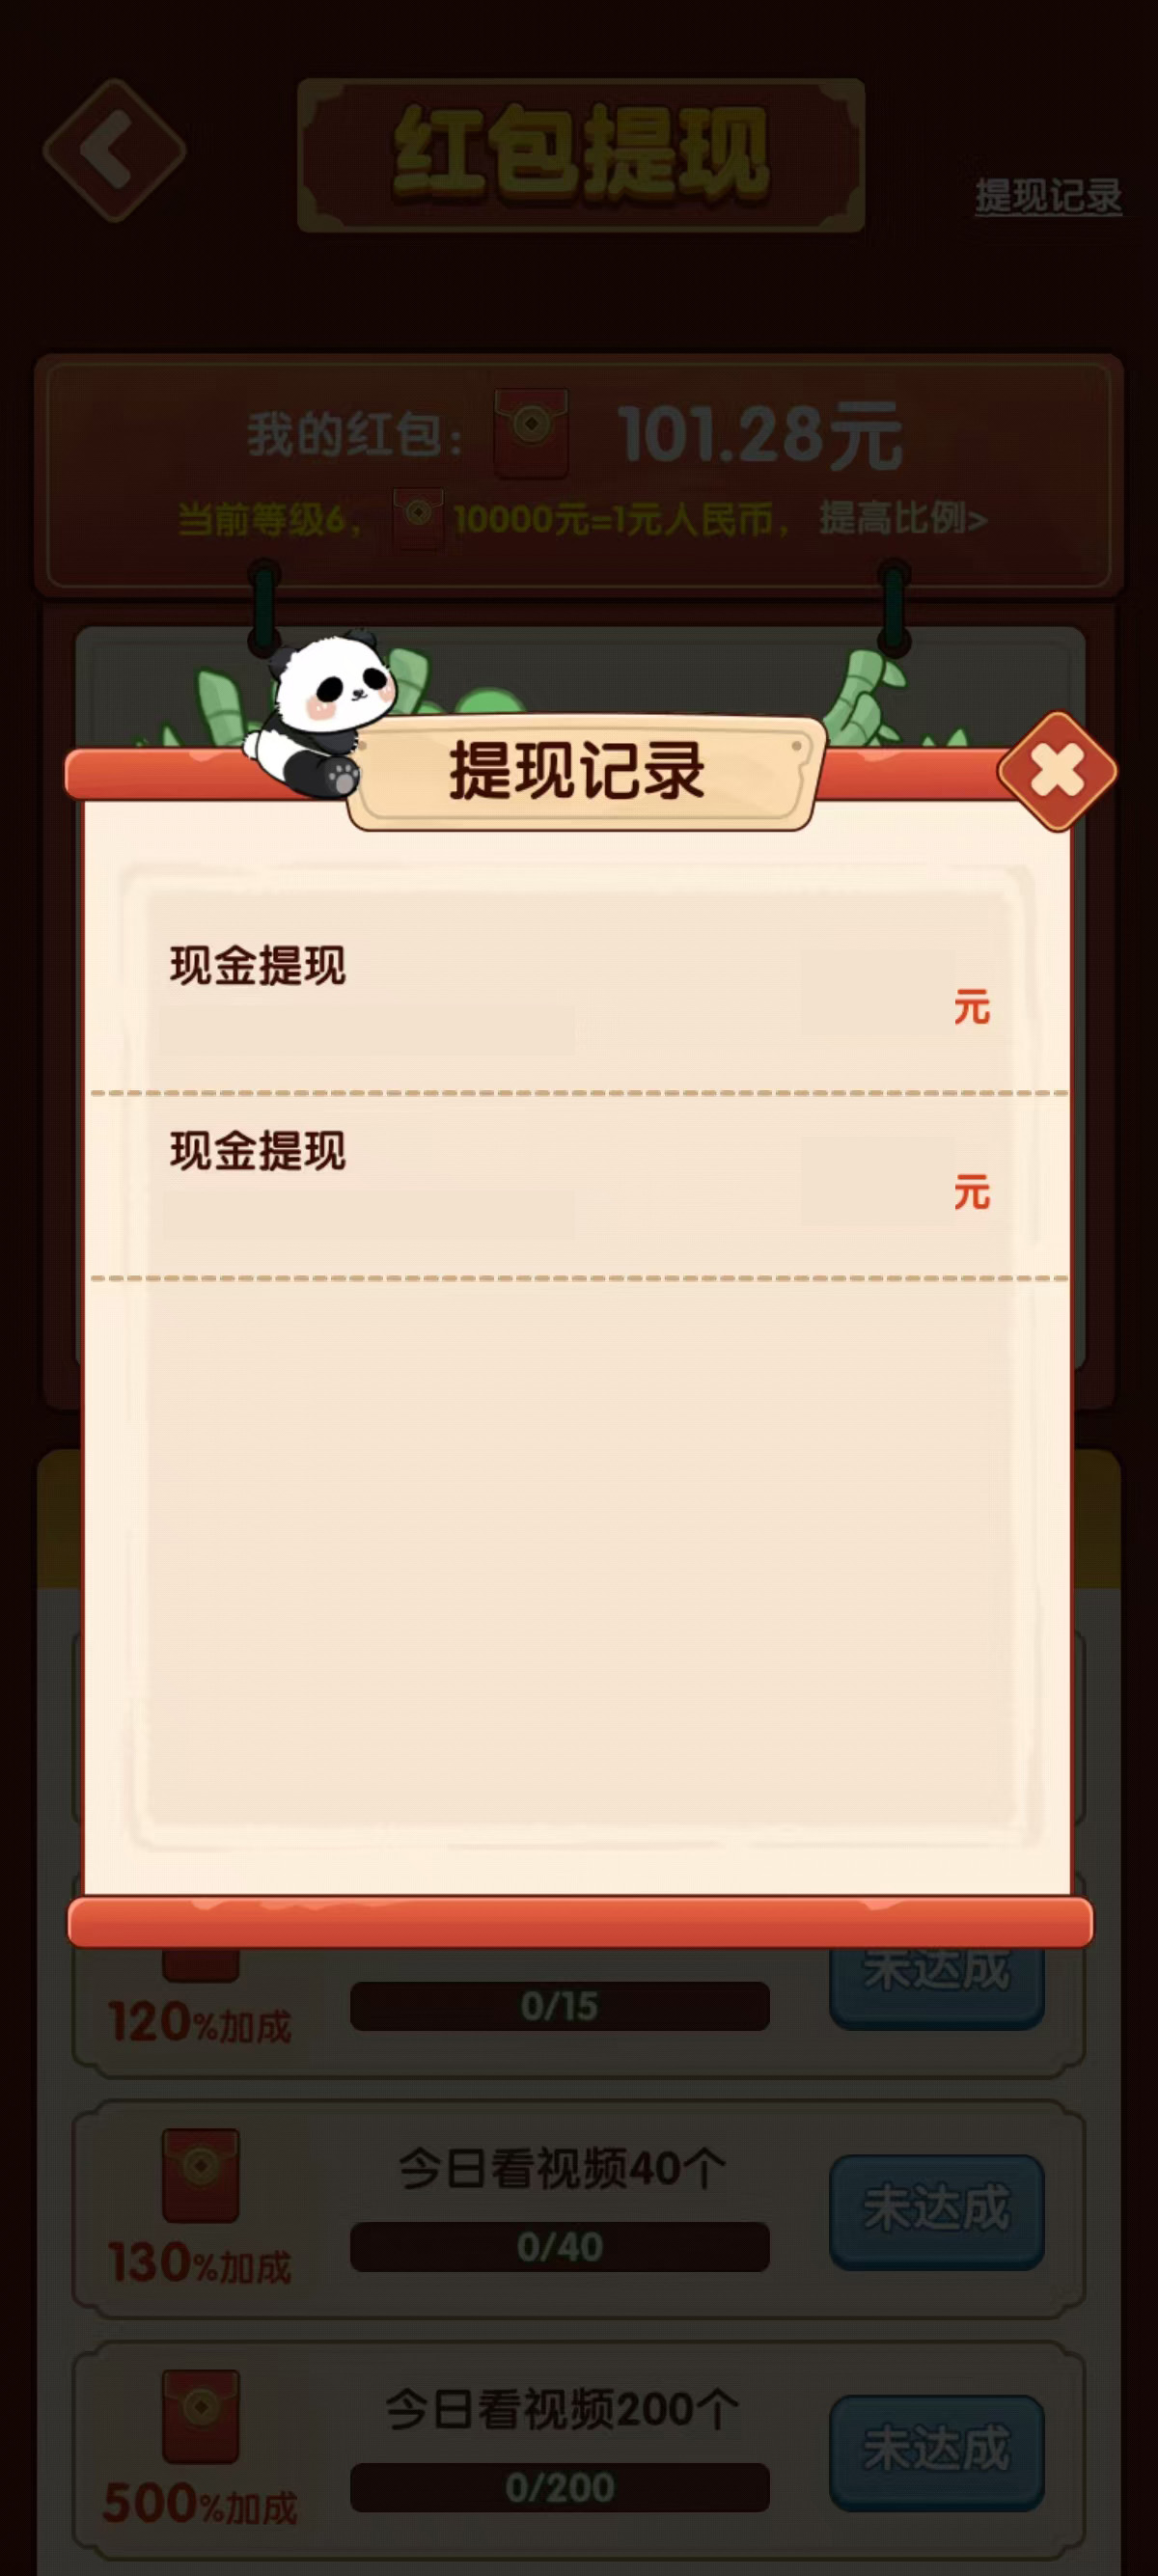 红包提现
提现记录
我的红包： 101.28元
当前等级6， 10000元=1元人民币， 提高比例>
提现记录
现金提现
元
现金提现
元
未达成
0/15
120%加成
今日看视频40个
未达成
0/40
130%加成
今日看视频200个
未达成
0/200
500%加成